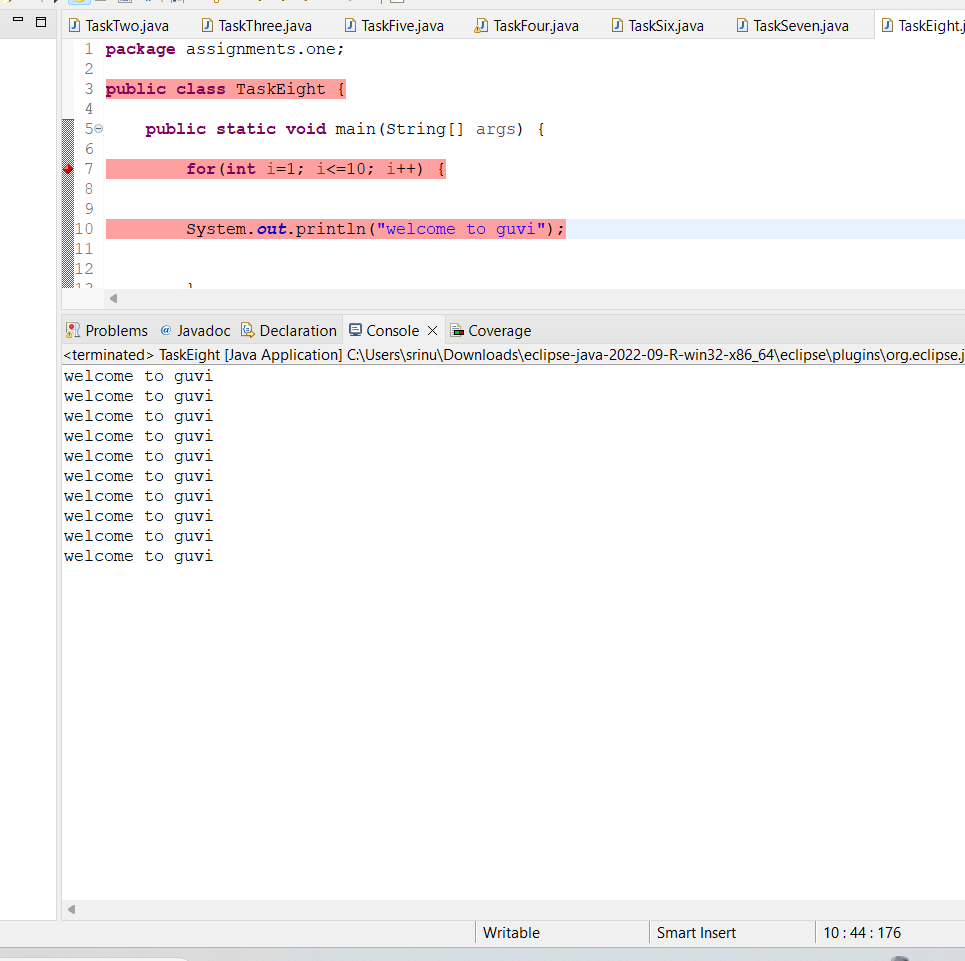 TaskTwo.java TaskThree.java TaskFive.java TaskFour.java TaskSix.java TaskSeven.java TaskEight.j
1 package assignments.one;
2
3 public class TaskEight {
4
5 public static void main(String[] args) {
6
7 for(int i=1; i<=10; i++) {
8
9
10 System.out.println("welcome to guvi");
11
12
}
Problems @ Javadoc Declaration Console Coverage
<terminated> TaskEight [Java Application] C:\Users\srinu\Downloads\eclipse-java-2022-09-R-win32-x86_64\eclipse\plugins\org.eclipse.j
welcome to guvi
welcome to guvi
welcome to guvi
welcome to guvi
welcome to guvi
welcome to guvi
welcome to guvi
welcome to guvi
welcome to guvi
welcome to guvi
Writable Smart Insert 10 : 44 : 176